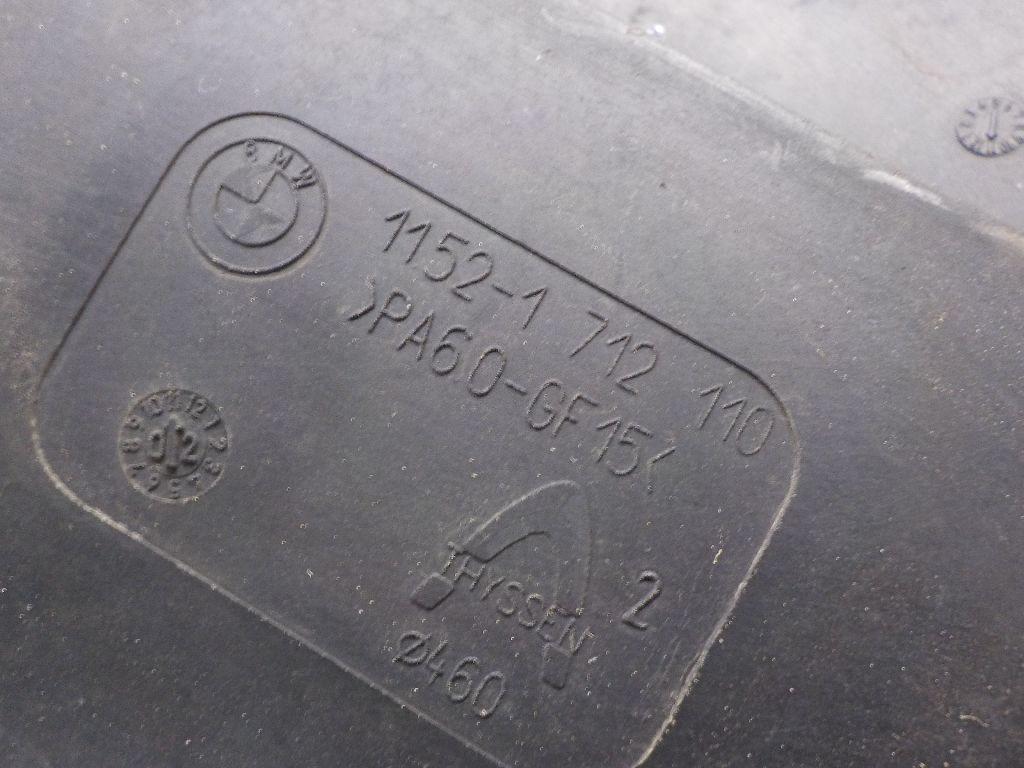 BMW
1152-1 712 110
>PA60-GF15<
THYSSEN 2
Ø460